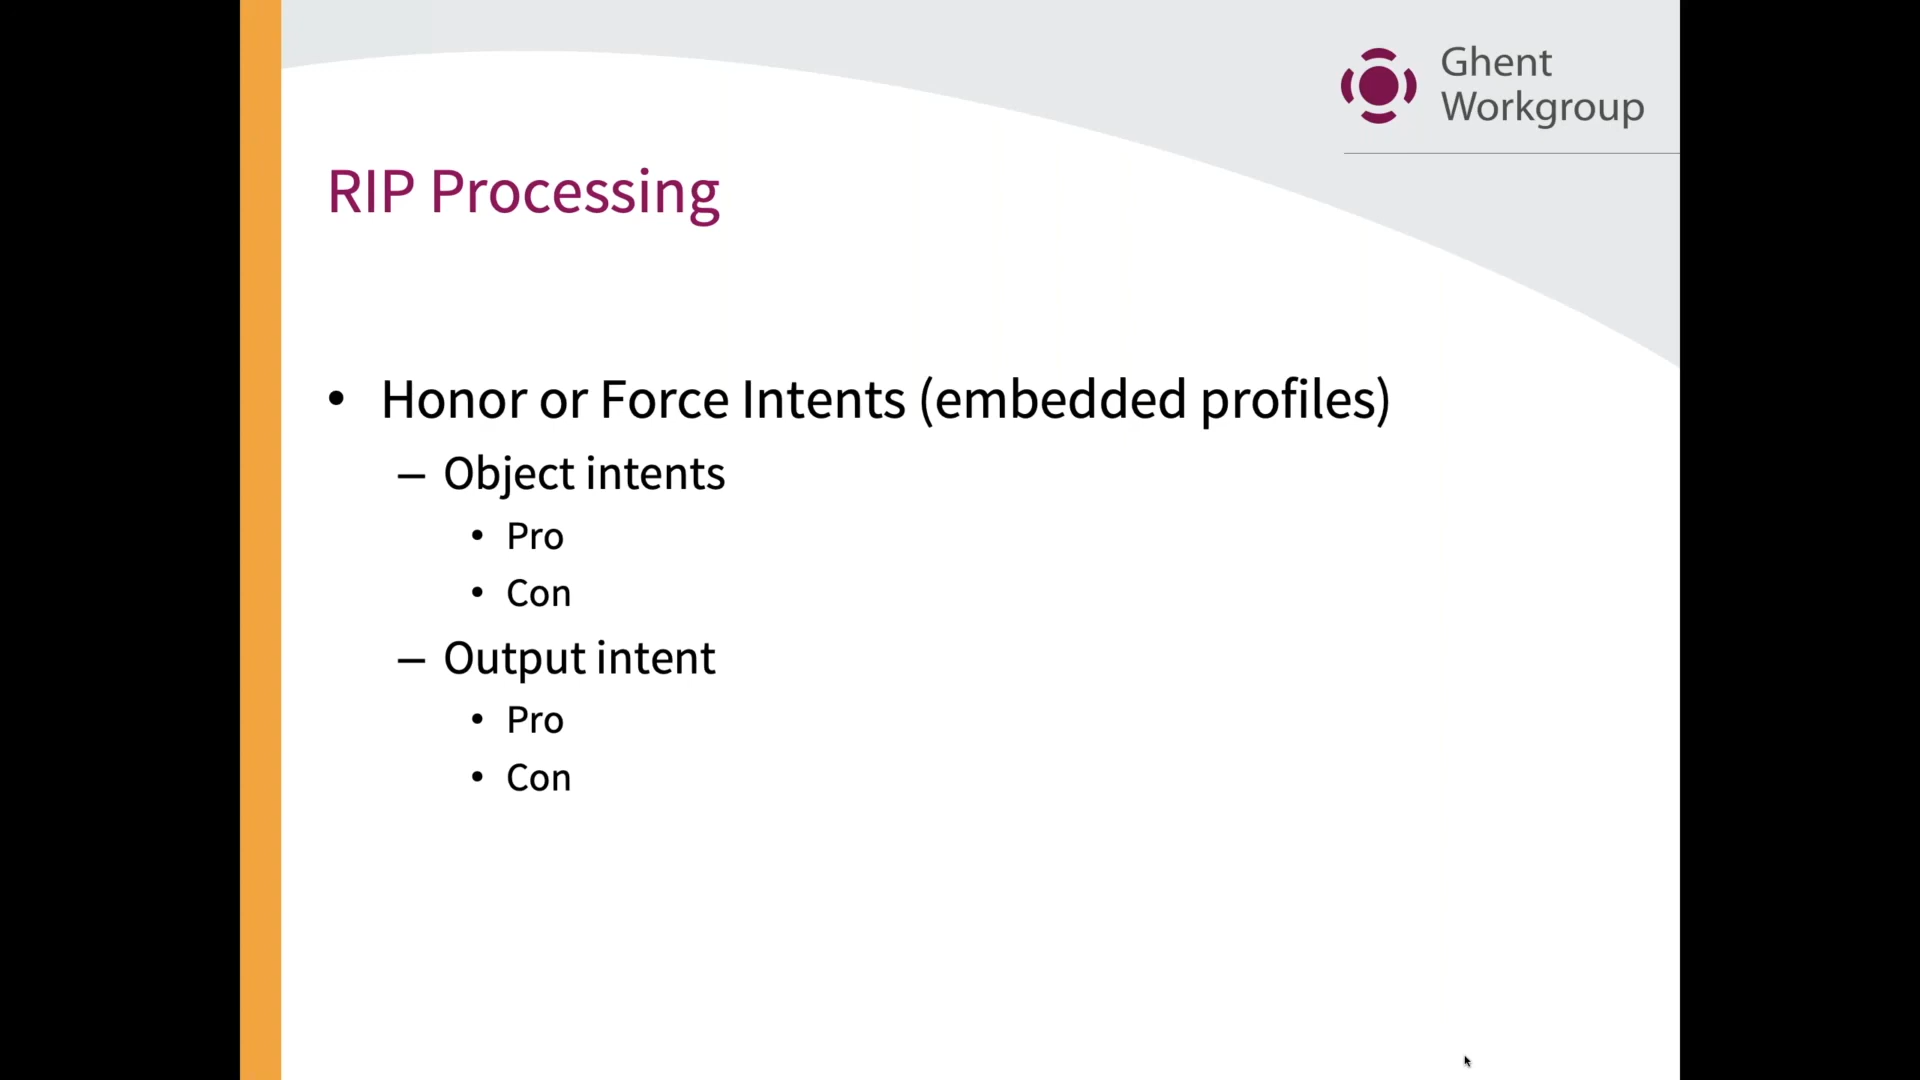 Ghent
Workgroup
RIP Processing
• Honor or Force Intents (embedded profiles)
– Object intents
• Pro
• Con
– Output intent
• Pro
• Con